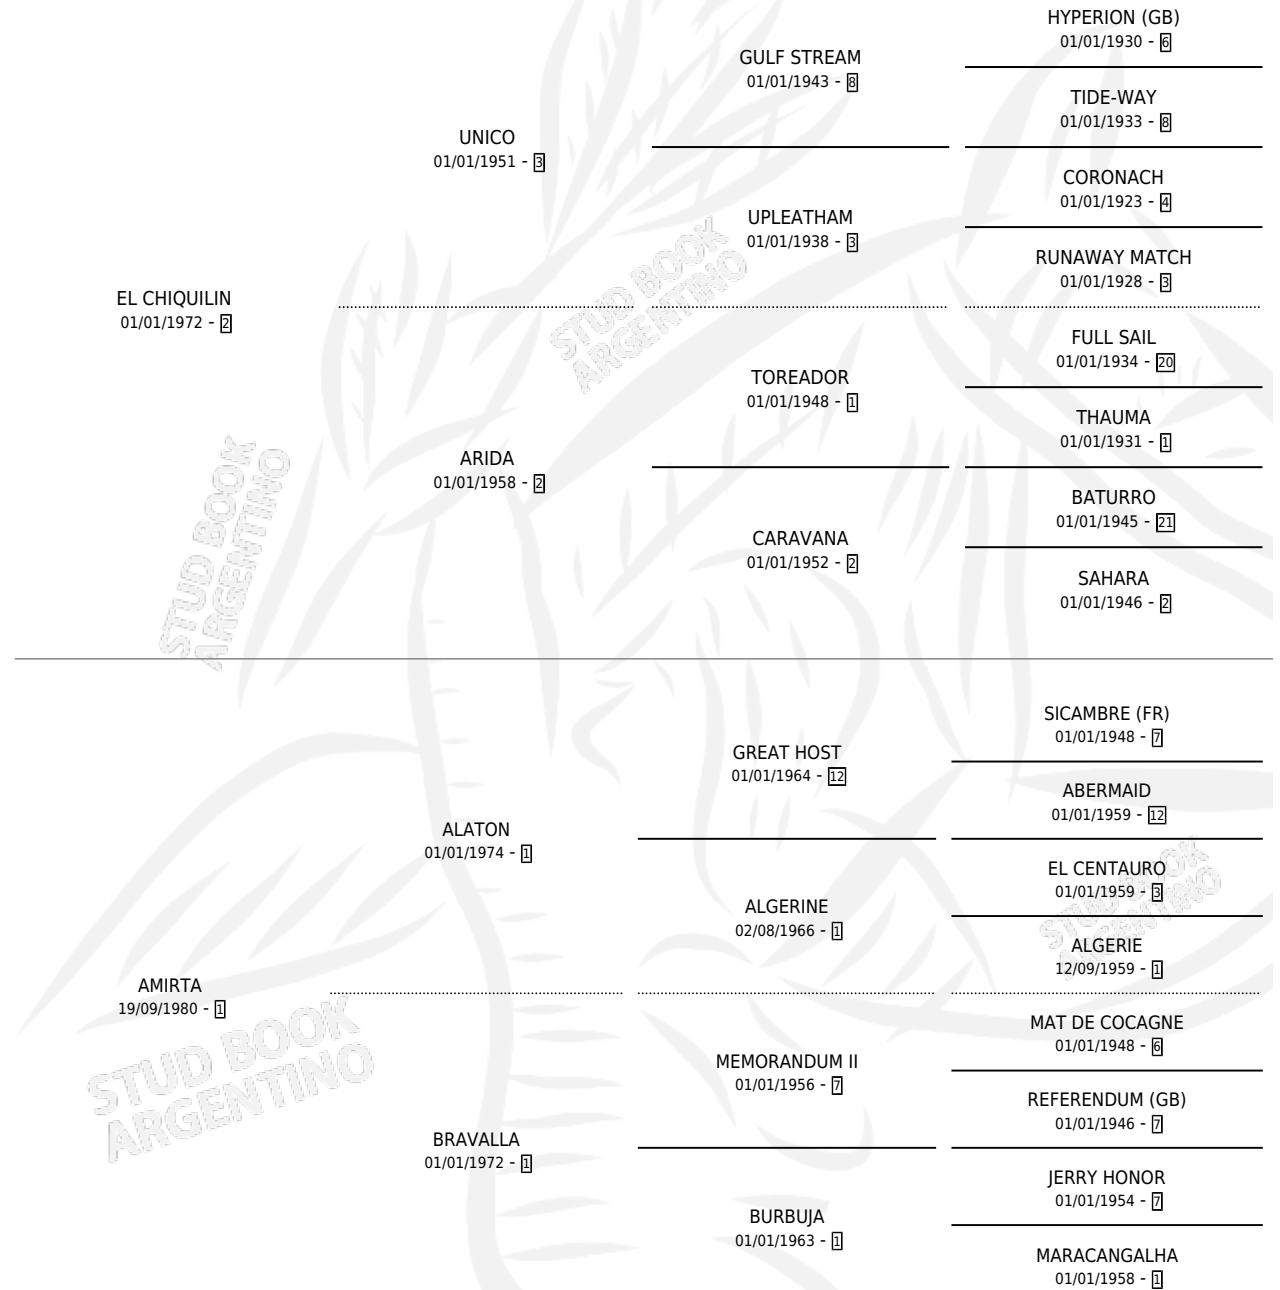 HYPERION (GB)
01/01/1930 - 6
GULF STREAM
01/01/1943 - 8
TIDE-WAY
01/01/1933 - 8
UNICO
01/01/1951 - 3
CORONACH
01/01/1923 - 4
UPLEATHAM
01/01/1938 - 3
RUNAWAY MATCH
01/01/1928 - 3
EL CHIQUILIN
01/01/1972 - 2
STUD BOOK
ARGENTINO
FULL SAIL
01/01/1934 - 20
TOREADOR
01/01/1948 - 1
THAUMA
01/01/1931 - 1
ARIDA
01/01/1958 - 2
BATURRO
01/01/1945 - 21
CARAVANA
01/01/1952 - 2
SAHARA
01/01/1946 - 2
STUD BOOK
ARGENTINO
SICAMBRE (FR)
01/01/1948 - 7
GREAT HOST
01/01/1964 - 12
ABERMAID
01/01/1959 - 12
ALATON
01/01/1974 - 1
EL CENTAURO
01/01/1959 - 3
ALGERINE
02/08/1966 - 1
STUD BOOK
ARGENTINO
ALGERIE
12/09/1959 - 1
AMIRTA
19/09/1980 - 1
MAT DE COCAGNE
01/01/1948 - 6
MEMORANDUM II
01/01/1956 - 7
STUD BOOK
ARGENTINO
REFERENDUM (GB)
01/01/1946 - 7
BRAVALLA
01/01/1972 - 1
JERRY HONOR
01/01/1954 - 7
BURBUJA
01/01/1963 - 1
MARACANGALHA
01/01/1958 - 1